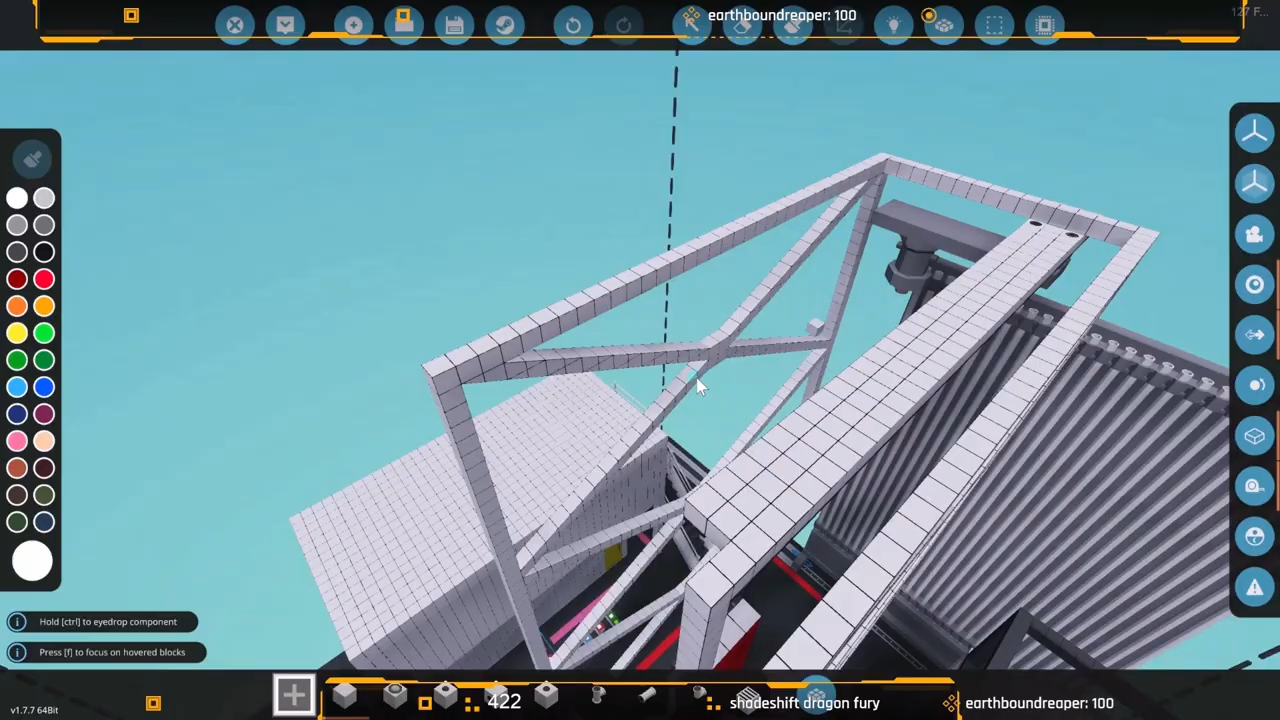 earthboundreaper: 100
127 F...
Hold [ctrl] to eyedrop component
Press [f] to focus on hovered blocks
422
shadeshift dragon fury
earthboundreaper: 100
v1.7.7 64Bit